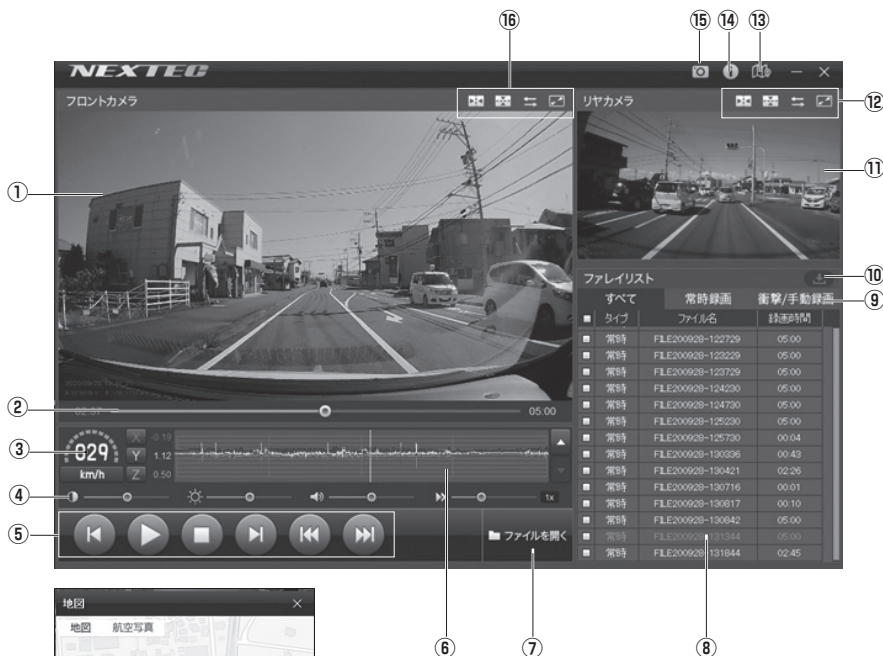 ⑯ ⑮ ⑭ ⑬
NEXTEC
フロントカメラ
リヤカメラ
⑫
①
⑪
ファレイリスト
⑩
すべて 常時録画 衝撃/手動録画
⑨
タイプ ファイル名 録画時間
常時 FILE200928-122729 05:00
常時 FILE200928-123229 05:00
常時 FILE200928-123729 05:00
常時 FILE200928-124230 05:00
常時 FILE200928-124730 05:00
常時 FILE200928-125230 05:00
常時 FILE200928-125730 00:04
常時 FILE200928-130336 00:43
常時 FILE200928-130421 02:26
常時 FILE200928-130716 00:01
常時 FILE200928-130817 00:10
常時 FILE200928-130842 05:00
常時 FILE200928-131344 05:00
常時 FILE200928-131844 02:45
②
02:37 05:00
③
029
km/h
X -0.19
Y 1.12
Z 0.50
④
1x
⑤
ファイルを開く
⑥ ⑦ ⑧
地図
地図 航空写真